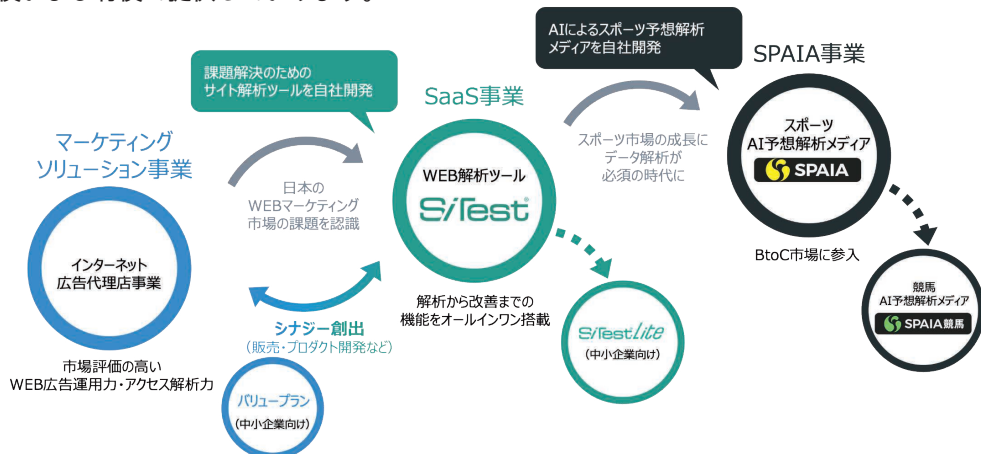 AIによるスポーツ予想解析
メディアを自社開発
SPAIA事業
課題解決のための
サイト解析ツールを自社開発
SaaS事業
スポーツ
AI予想解析メディア
SPAIA
マーケティング
ソリューション事業
スポーツ市場の成長に
データ解析が
必須の時代に
WEB解析ツール
SiTest
日本の
WEBマーケティング
市場の課題を認識
BtoC市場に参入
インターネット
広告代理店事業
競馬
AI予想解析メディア
SPAIA競馬
解析から改善までの
機能をオールインワン搭載
シナジー創出
(販売・プロダクト開発など)
SiTest Lite
(中小企業向け)
市場評価の高い
WEB広告運用力・アクセス解析力
バリュープラン
(中小企業向け)